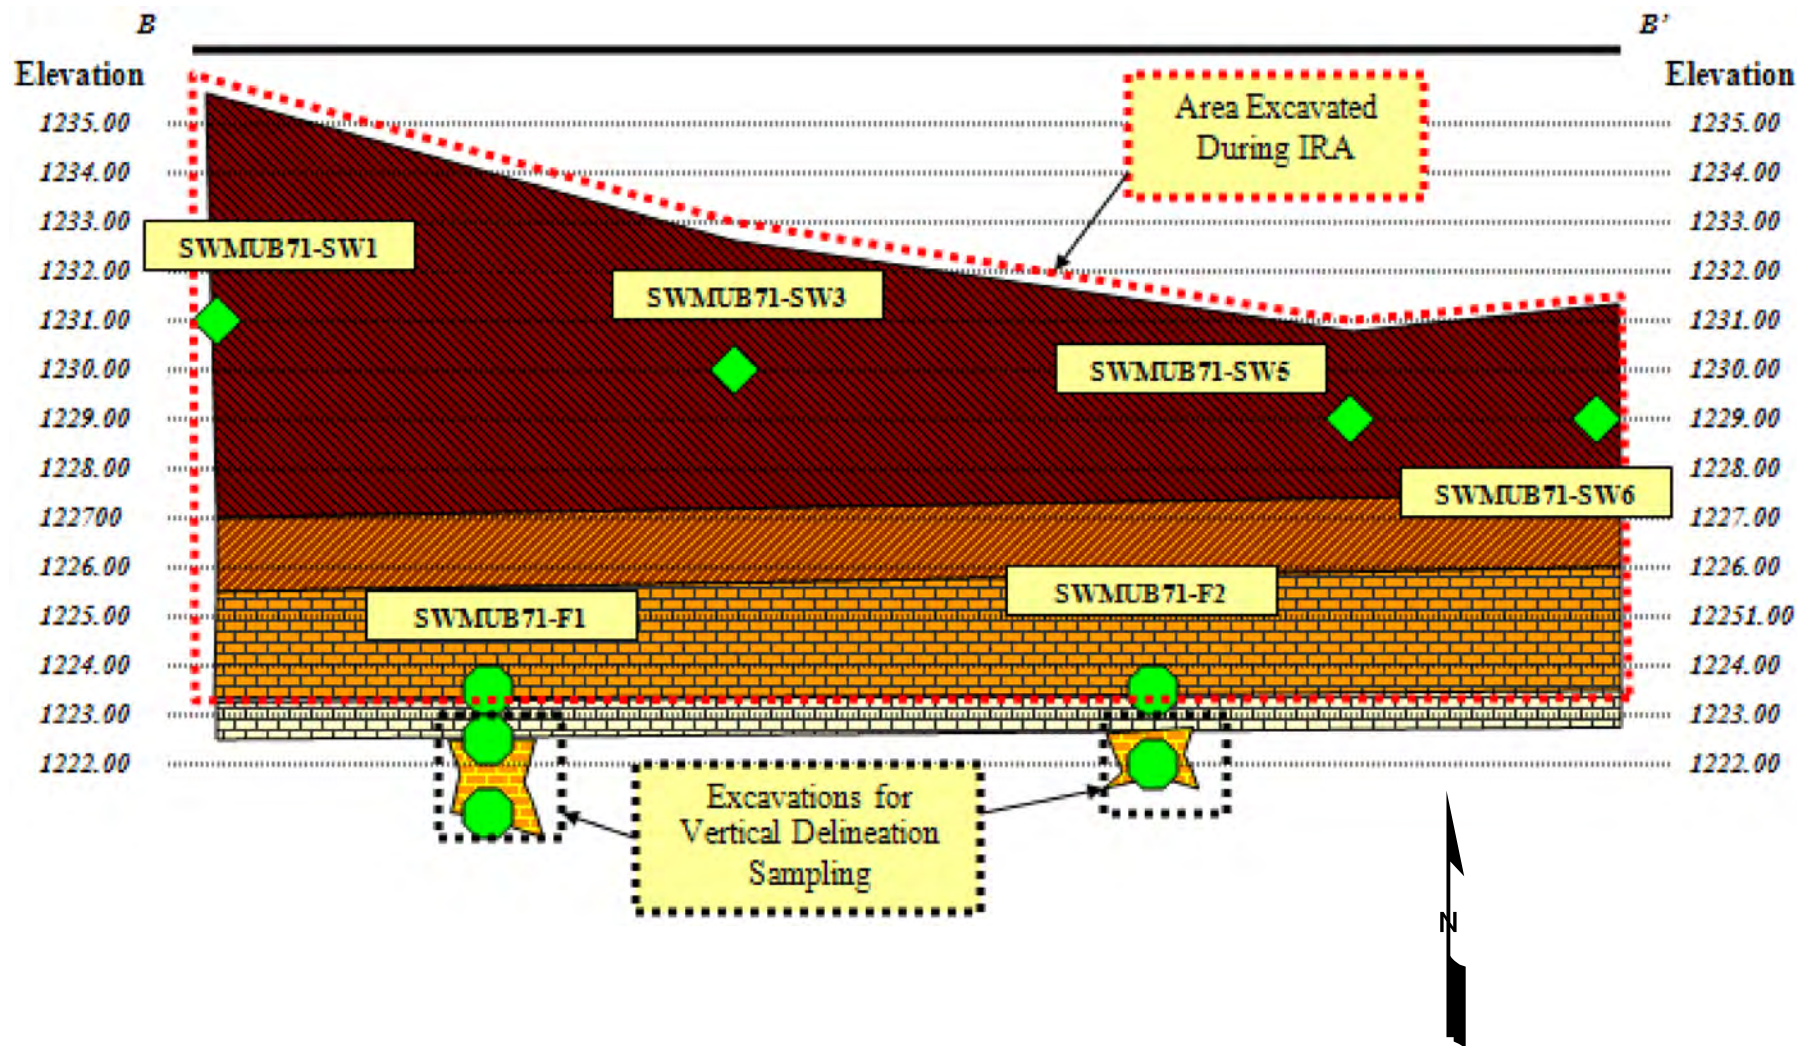 B B’
Elevation Elevation
Area Excavated
During IRA
1235.00 1235.00
1234.00 1234.00
1233.00 1233.00
SWMUB71-SW1
1232.00 1232.00
SWMUB71-SW3
1231.00 1231.00
1230.00 SWMUB71-SW5 1230.00
1229.00 1229.00
1228.00 1228.00
SWMUB71-SW6
122700 1227.00
1226.00 1226.00
SWMUB71-F2
SWMUB71-F1
1225.00 12251.00
1224.00 1224.00
1223.00 1223.00
1222.00 1222.00
Excavations for
Vertical Delineation
Sampling
N